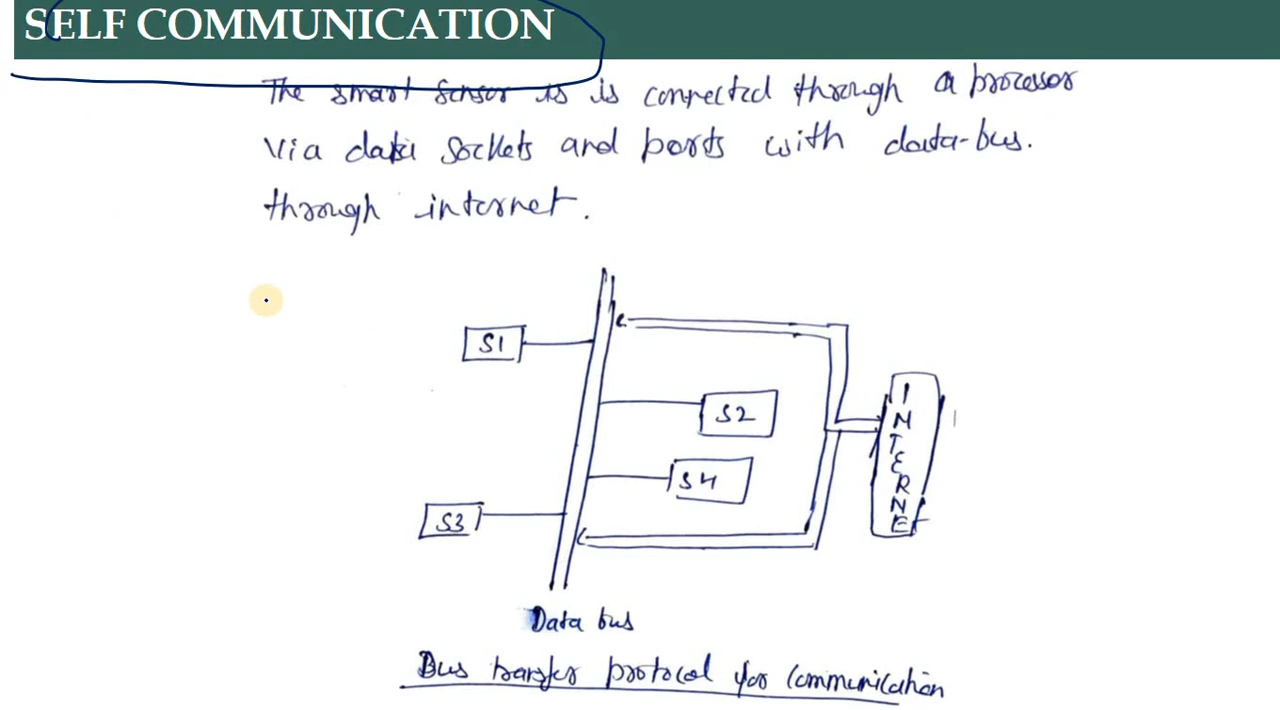 SELF COMMUNICATION
The smart sensor is is connected through a processor
via data sockets and ports with data-bus.
through internet.
S1
S2
S4
S3
INTERNEt
Data bus
Bus transfer protocol for Communication